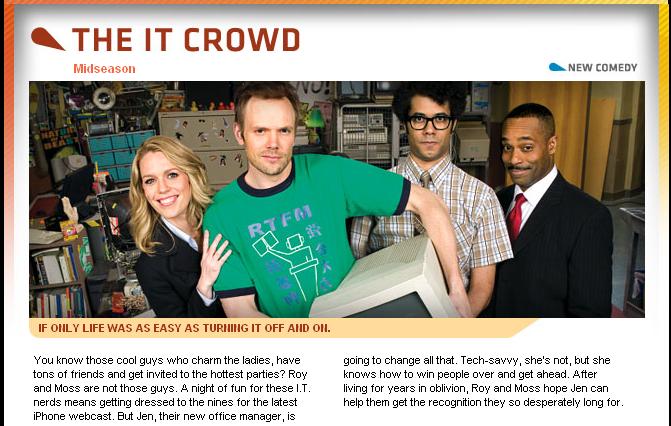 THE IT CROWD
Midseason
NEW COMEDY
RTFM
IF ONLY LIFE WAS AS EASY AS TURNING IT OFF AND ON.
You know those cool guys who charm the ladies, have
tons of friends and get invited to the hottest parties? Roy
and Moss are not those guys. A night of fun for these I.T.
nerds means getting dressed to the nines for the latest
iPhone webcast. But Jen, their new office manager, is
going to change all that. Tech-savvy, she's not, but she
knows how to win people over and get ahead. After
living for years in oblivion, Roy and Moss hope Jen can
help them get the recognition they so desperately long for.